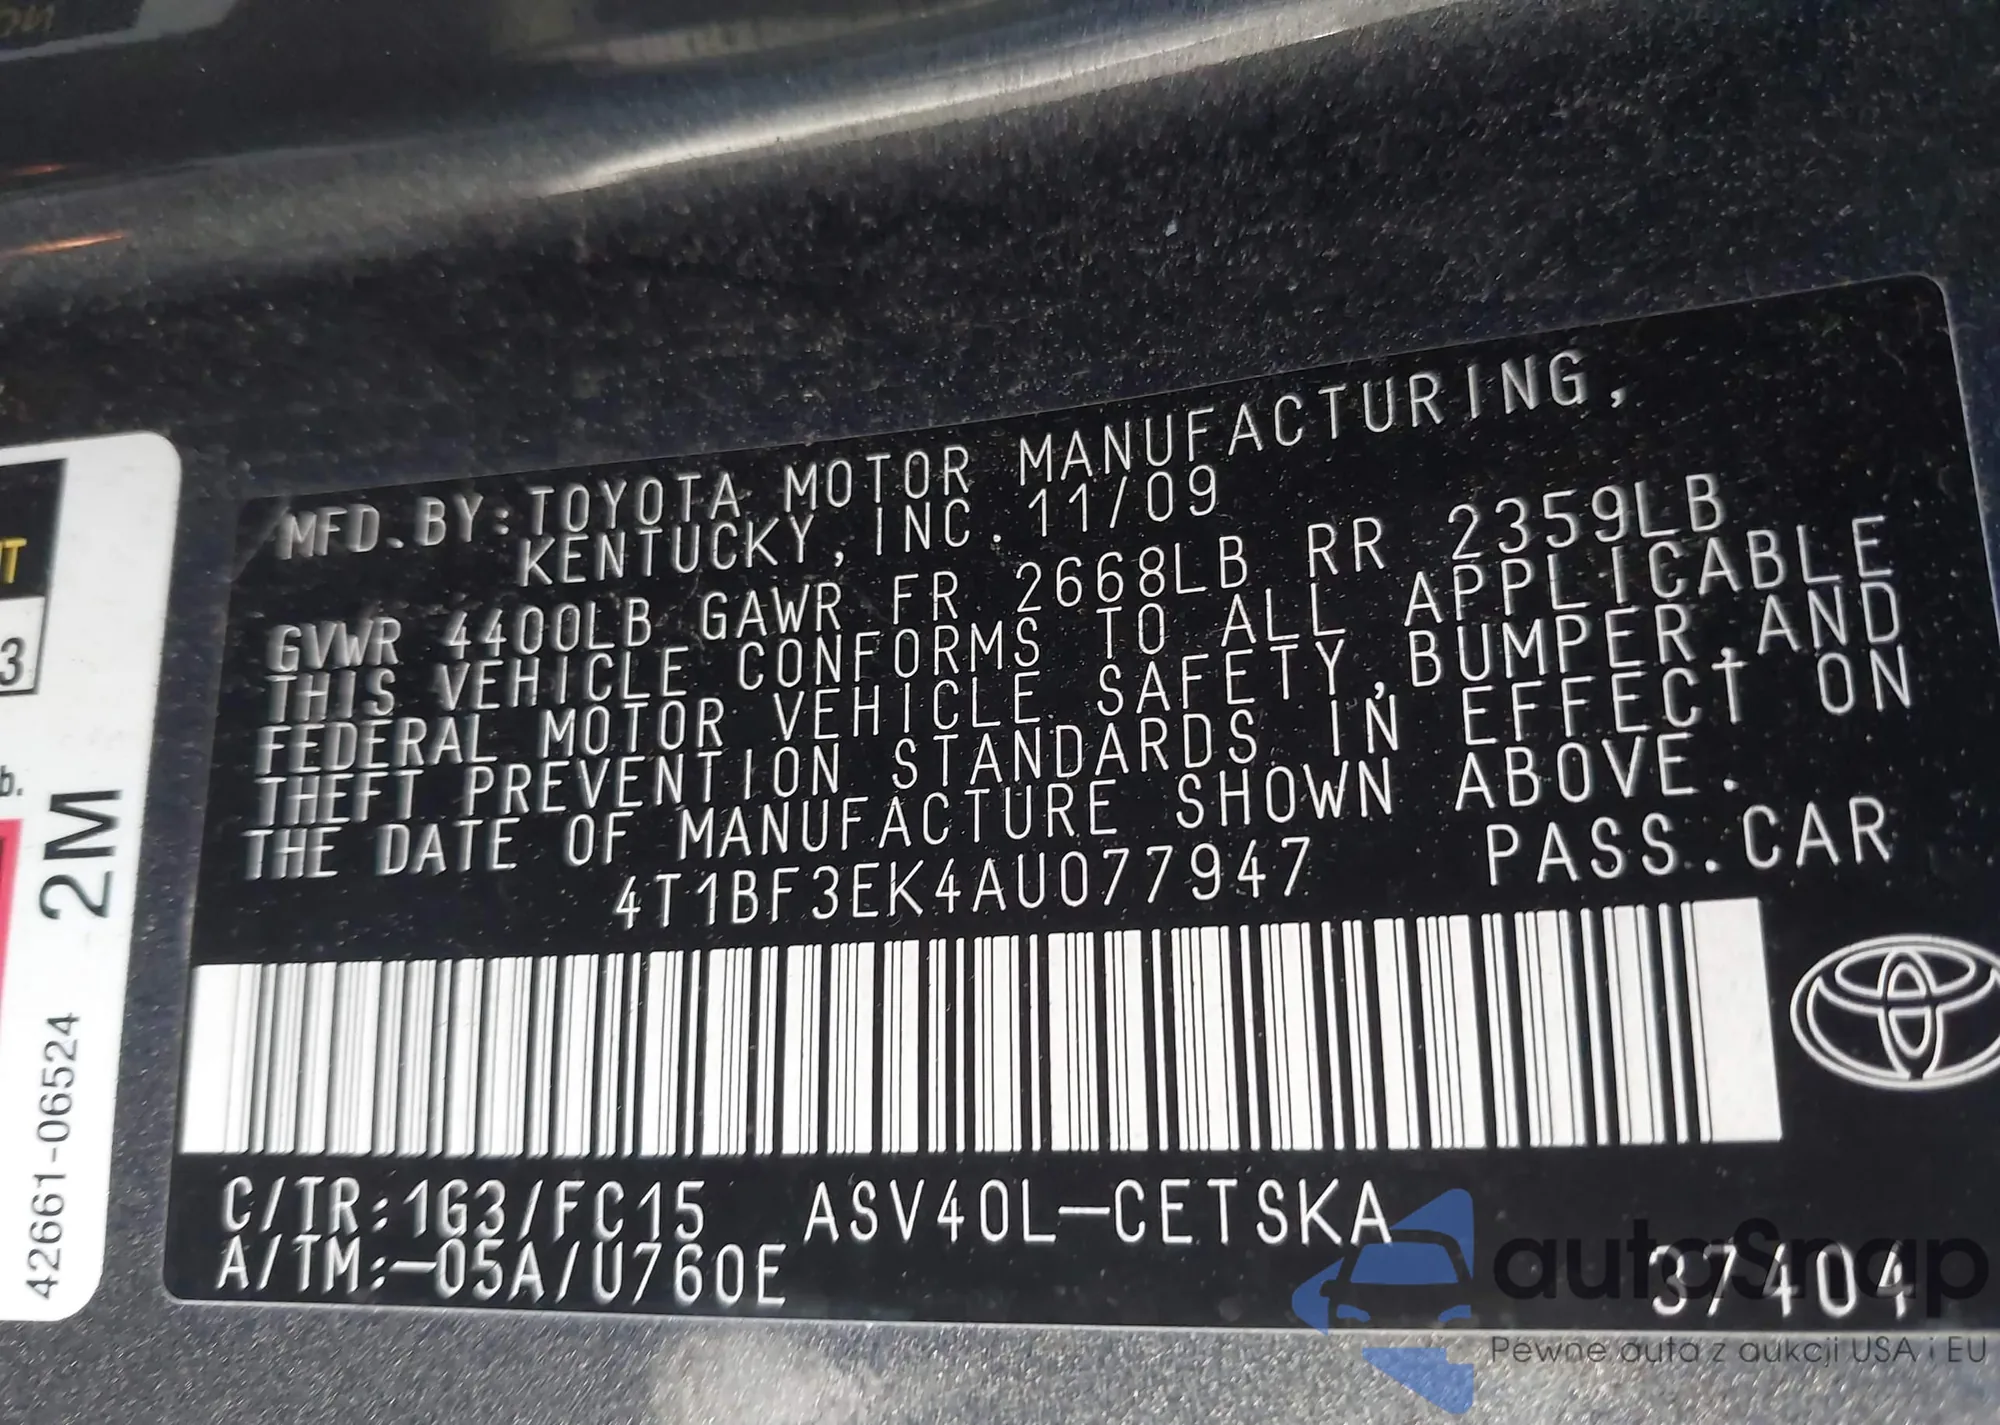 MFD.BY:TOYOTA MOTOR MANUFACTURING,
KENTUCKY, INC. 11/09
GVWR 4400LB GAWR FR 2668LB RR 2359LB
THIS VEHICLE CONFORMS TO ALL APPLICABLE
FEDERAL MOTOR VEHICLE SAFETY,BUMPER,AND
THEFT PREVENTION STANDARDS IN EFFECT ON
THE DATE OF MANUFACTURE SHOWN ABOVE.
4T1BF3EK4AU077947 PASS.CAR
C/TR:1G3/FC15 ASV40L-CETSKA
A/TM:-05A/U760E 37404
T
3
b.
2M
42661-06524
autoSnap
Pewne auta z aukcji USA i EU